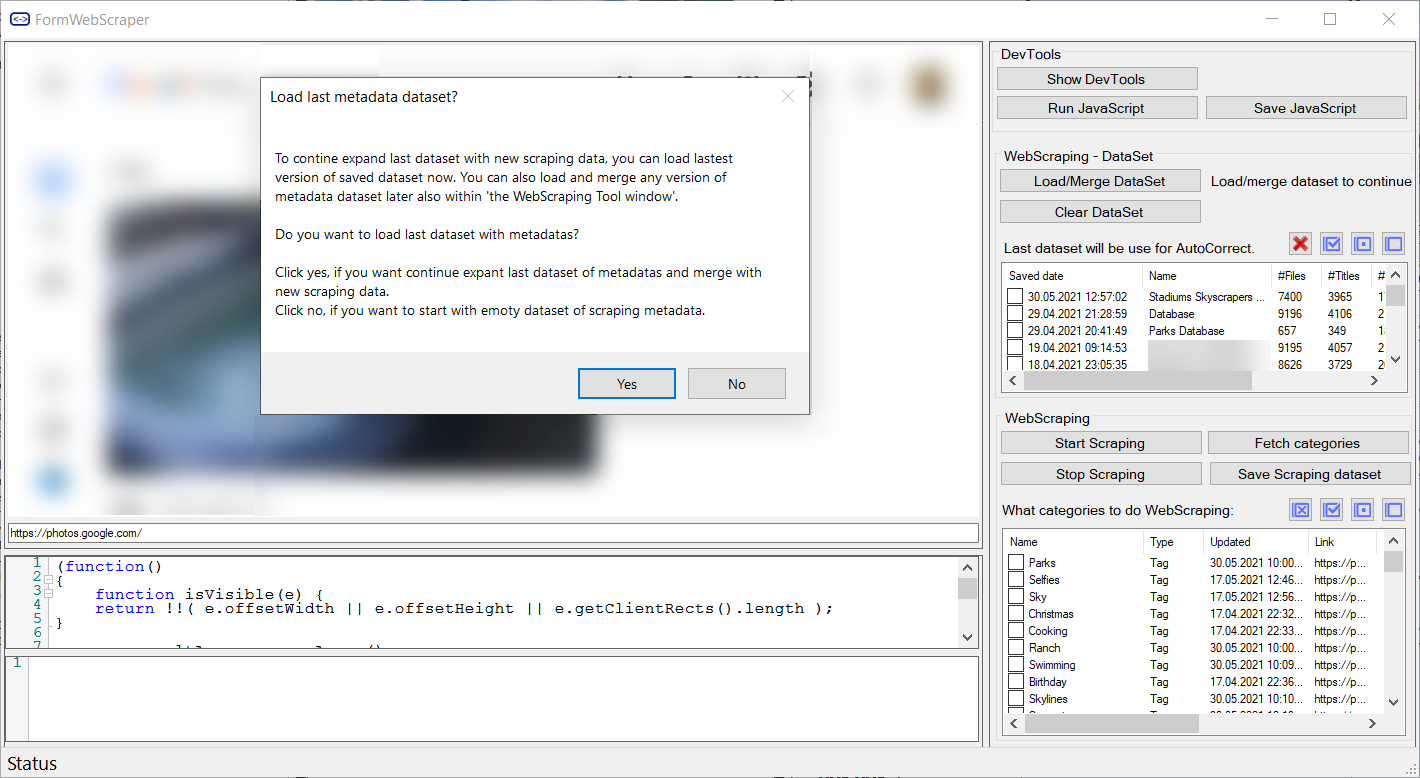 FormWebScraper
Load last metadata dataset?
To contine expand last dataset with new scraping data, you can load lastest
version of saved dataset now. You can also load and merge any version of
metadata dataset later also within 'the WebScraping Tool window'.
Do you want to load last dataset with metadatas?
Click yes, if you want continue expant last dataset of metadatas and merge with
new scraping data.
Click no, if you want to start with emoty dataset of scraping metadata.
Yes No
https://photos.google.com/
1 (function()
2 {
3 function isVisible(e) {
4 return !!( e.offsetWidth || e.offsetHeight || e.getClientRects().length );
5 }
6
7
1
DevTools
Show DevTools
Run JavaScript Save JavaScript
WebScraping - DataSet
Load/Merge DataSet Load/merge dataset to continue
Clear DataSet
Last dataset will be use for AutoCorrect.
Saved date Name #Files #Titles #
30.05.2021 12:57:02 Stadiums Skyscrapers ... 7400 3965
29.04.2021 21:28:59 Database 9196 4106
29.04.2021 20:41:49 Parks Database 657 349
19.04.2021 09:14:53 9195 4057
18.04.2021 23:05:35 8626 3729
WebScraping
Start Scraping Fetch categories
Stop Scraping Save Scraping dataset
What categories to do WebScraping:
Name Type Updated Link
Parks Tag 30.05.2021 10:00... https://p...
Selfies Tag 17.05.2021 12:46... https://p...
Sky Tag 17.05.2021 12:56... https://p...
Christmas Tag 17.04.2021 22:32... https://p...
Cooking Tag 17.04.2021 22:33... https://p...
Ranch Tag 30.05.2021 10:00... https://p...
Swimming Tag 30.05.2021 10:09... https://p...
Birthday Tag 17.04.2021 22:36... https://p...
Skylines Tag 30.05.2021 10:10... https://p...
Status